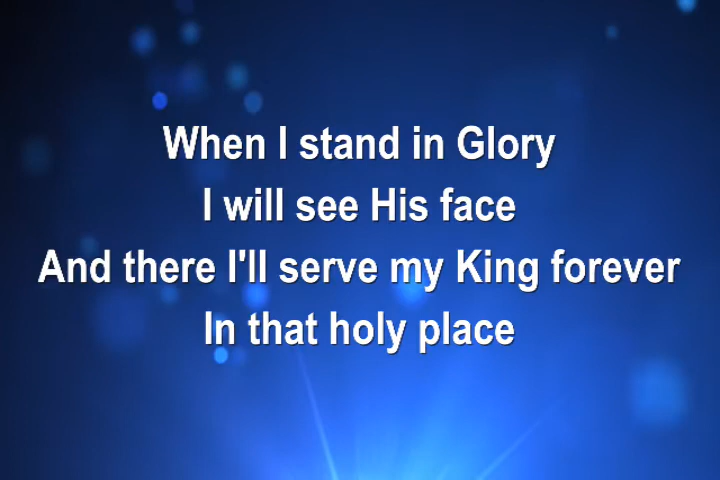 When I stand in Glory
I will see His face
And there I'll serve my King forever
In that holy place